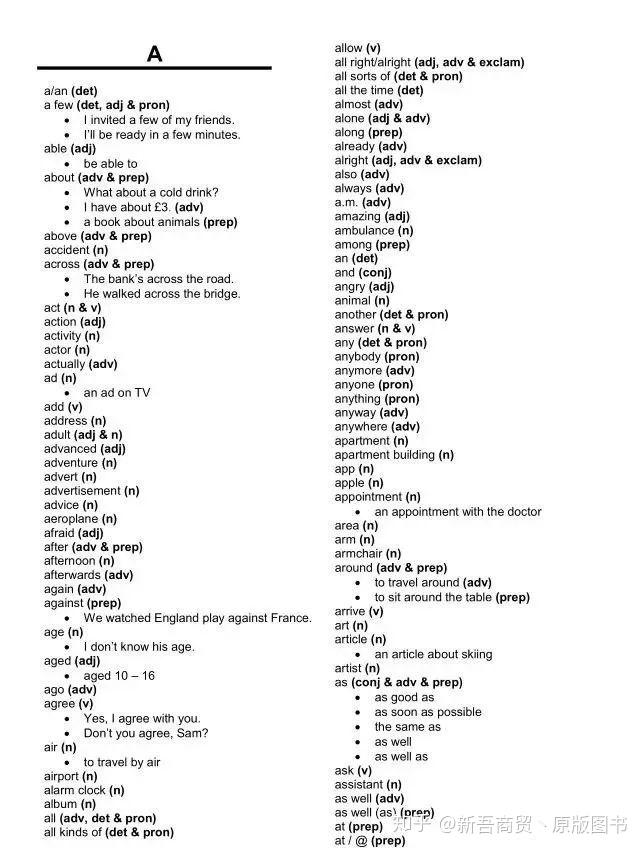 A
a/an (det)
a few (det, adj & pron)
• I invited a few of my friends.
• I'll be ready in a few minutes.
able (adj)
• be able to
about (adv & prep)
• What about a cold drink?
• I have about £3. (adv)
• a book about animals (prep)
above (adv & prep)
accident (n)
across (adv & prep)
• The bank's across the road.
• He walked across the bridge.
act (n & v)
action (adj)
activity (n)
actor (n)
actually (adv)
ad (n)
• an ad on TV
add (v)
address (n)
adult (adj & n)
advanced (adj)
adventure (n)
advert (n)
advertisement (n)
advice (n)
aeroplane (n)
afraid (adj)
after (adv & prep)
afternoon (n)
afterwards (adv)
again (adv)
against (prep)
• We watched England play against France.
age (n)
• I don't know his age.
aged (adj)
• aged 10 – 16
ago (adv)
agree (v)
• Yes, I agree with you.
• Don't you agree, Sam?
air (n)
• to travel by air
airport (n)
alarm clock (n)
album (n)
all (adv, det & pron)
all kinds of (det & pron)
allow (v)
all right/alright (adj, adv & exclam)
all sorts of (det & pron)
all the time (det)
almost (adv)
alone (adj & adv)
along (prep)
already (adv)
alright (adj, adv & exclam)
also (adv)
always (adv)
a.m. (adv)
amazing (adj)
ambulance (n)
among (prep)
an (det)
and (conj)
angry (adj)
animal (n)
another (det & pron)
answer (n & v)
any (det & pron)
anybody (pron)
anymore (adv)
anyone (pron)
anything (pron)
anyway (adv)
anywhere (adv)
apartment (n)
apartment building (n)
app (n)
apple (n)
appointment (n)
• an appointment with the doctor
area (n)
arm (n)
armchair (n)
around (adv & prep)
• to travel around (adv)
• to sit around the table (prep)
arrive (v)
art (n)
article (n)
• an article about skiing
artist (n)
as (conj & adv & prep)
• as good as
• as soon as possible
• the same as
• as well
• as well as
ask (v)
assistant (n)
as well (adv)
as well (as) (prep)
at (prep)
at / @ (prep)
知乎 @新吾商贸丶原版图书